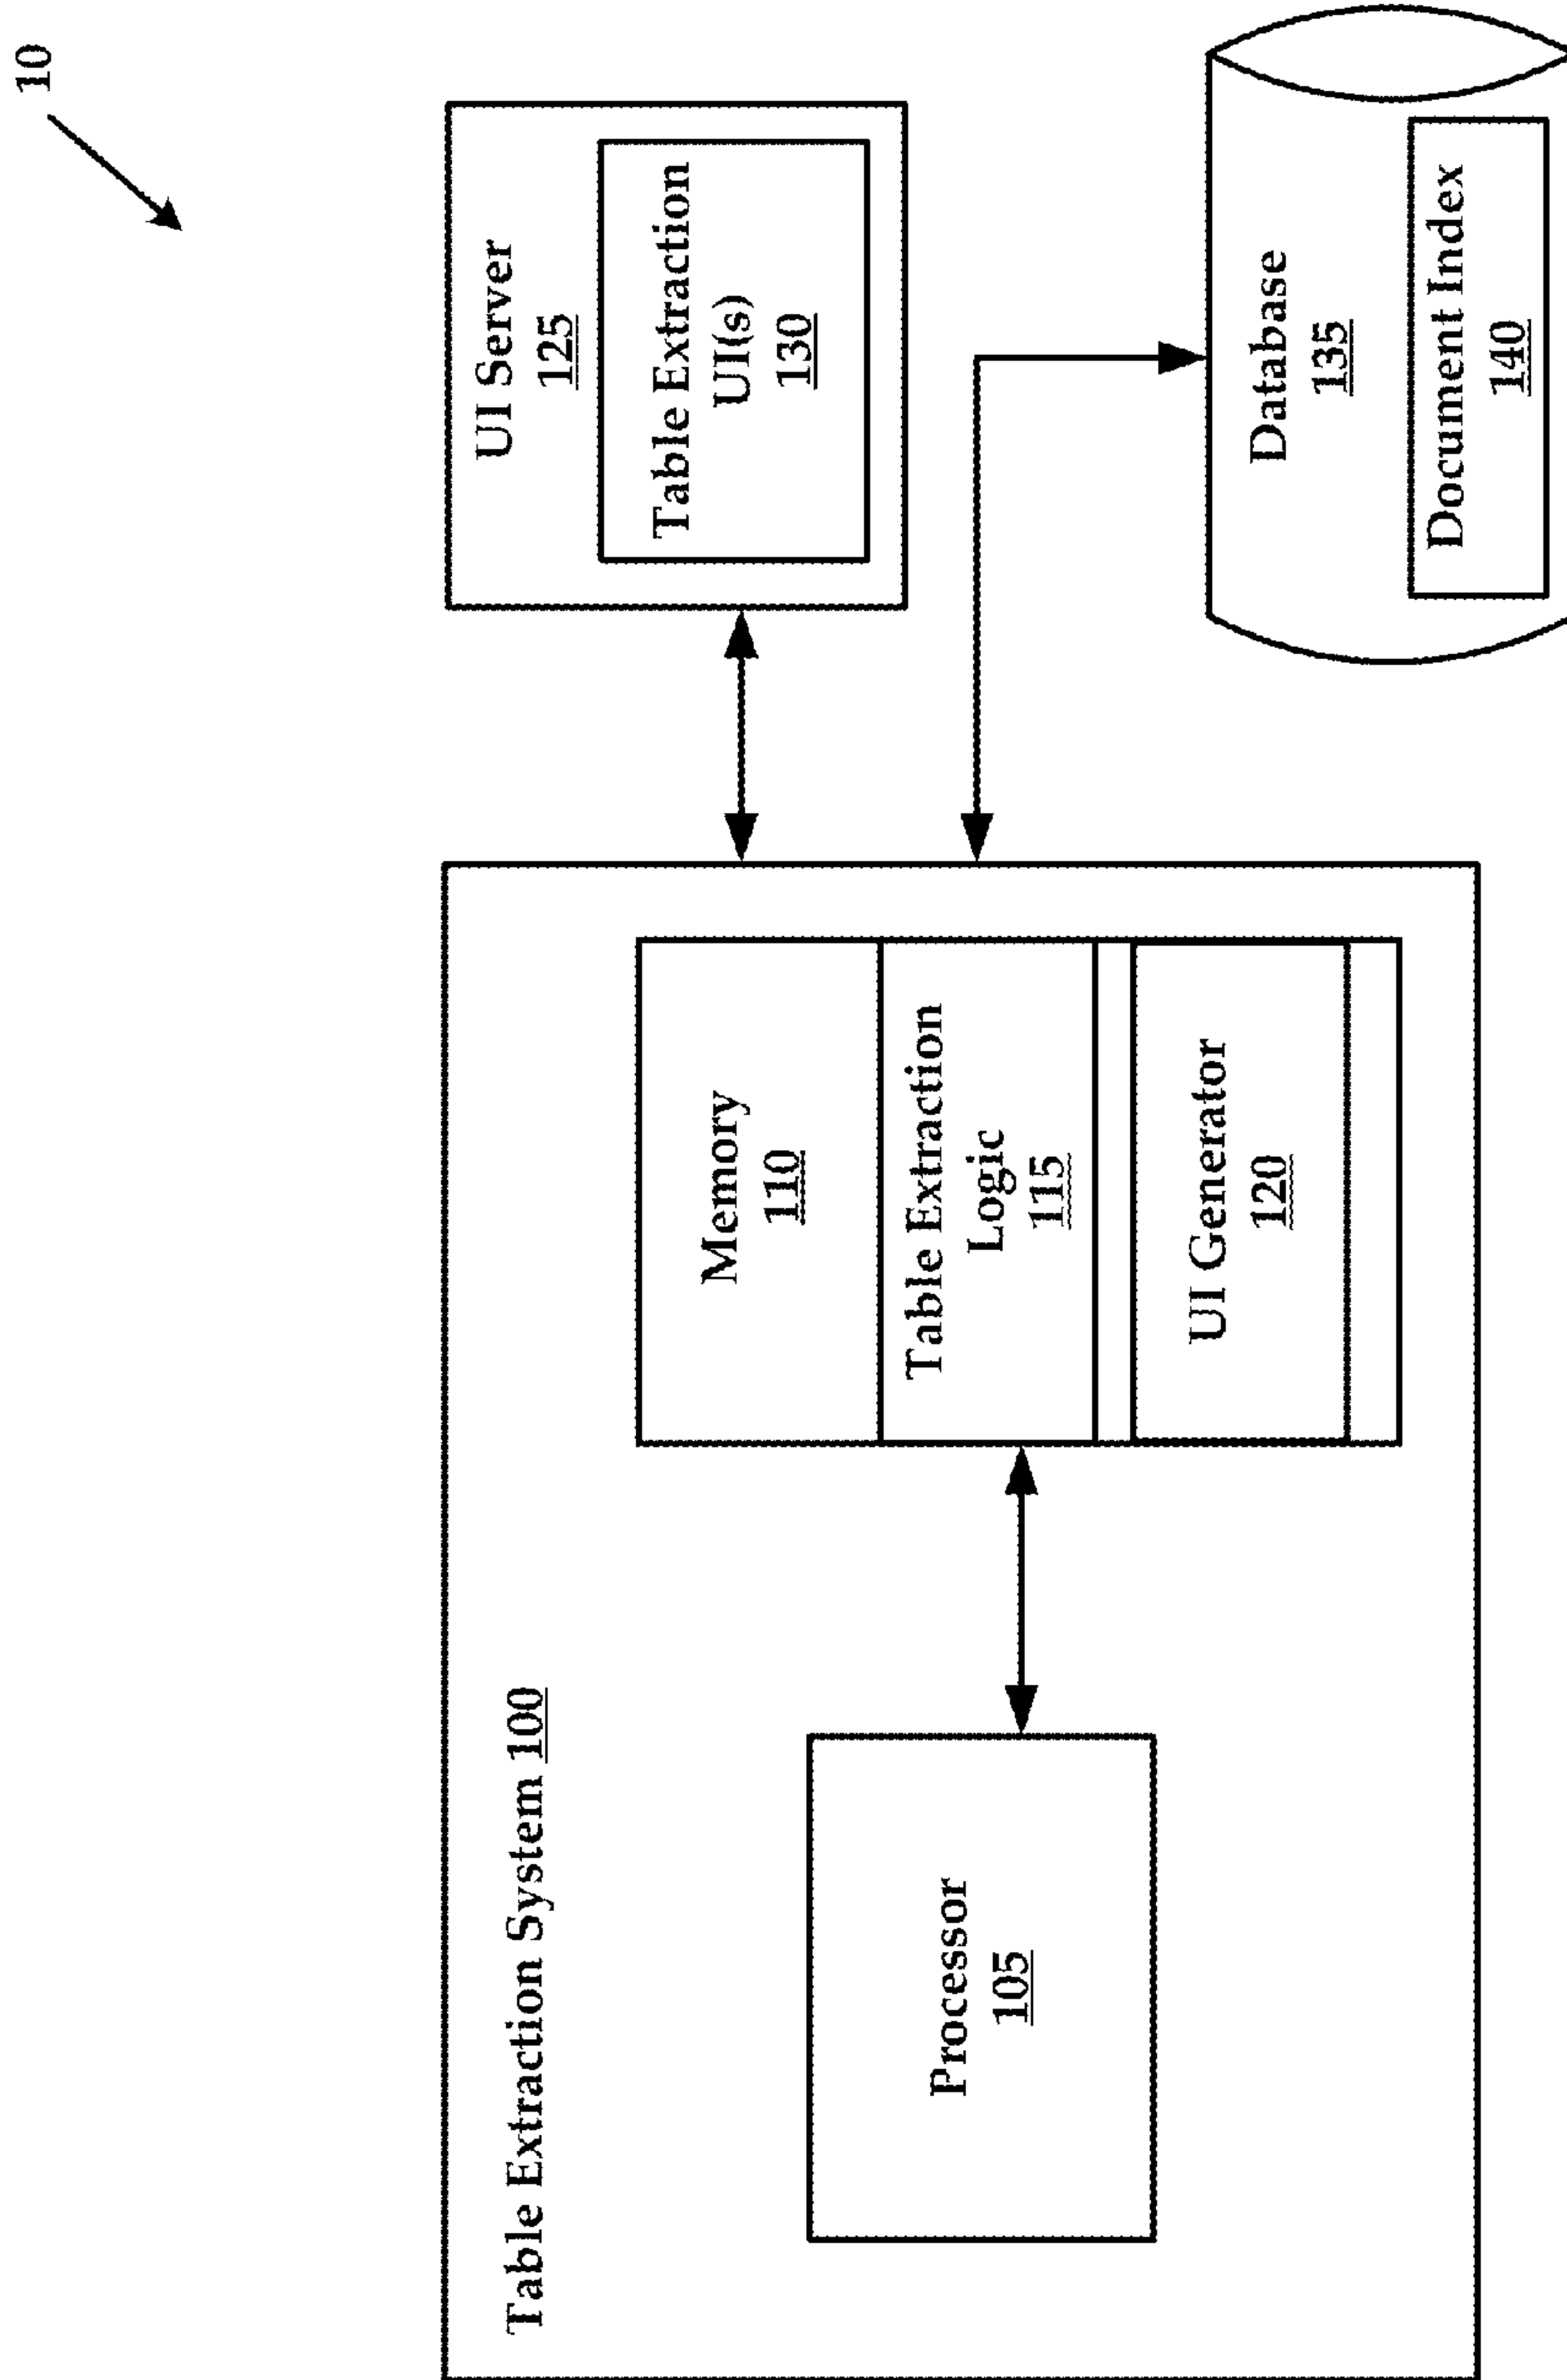 10
Table Extraction System 100
Processor
105
Memory
110
Table Extraction
Logic
115
UI Generator
120
UI Server
125
Table Extraction
UI(s)
130
Database
135
Document Index
140